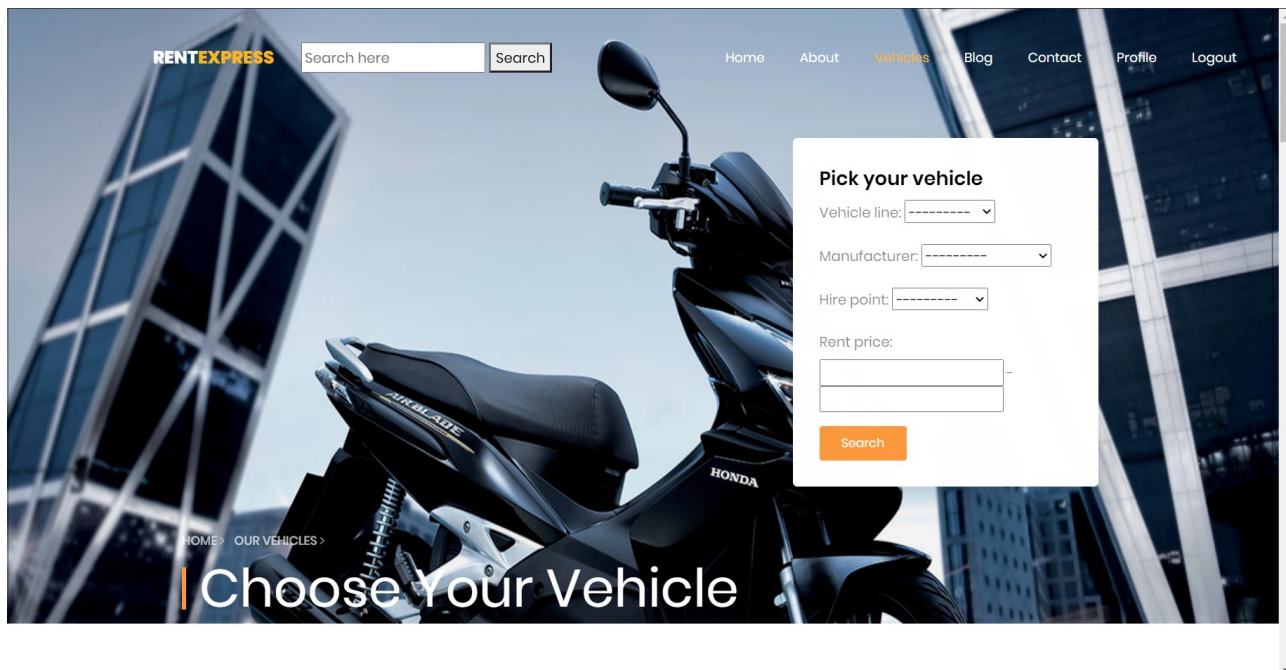 RENTEXPRESS
Search here
Search
Home About Vehicles Blog Contact Profile Logout
Pick your vehicle
Vehicle line: ---------
Manufacturer: ---------
Hire point: ---------
Rent price:
-
Search
AIRBLADE
HONDA
HOME > OUR VEHICLES >
Choose Your Vehicle